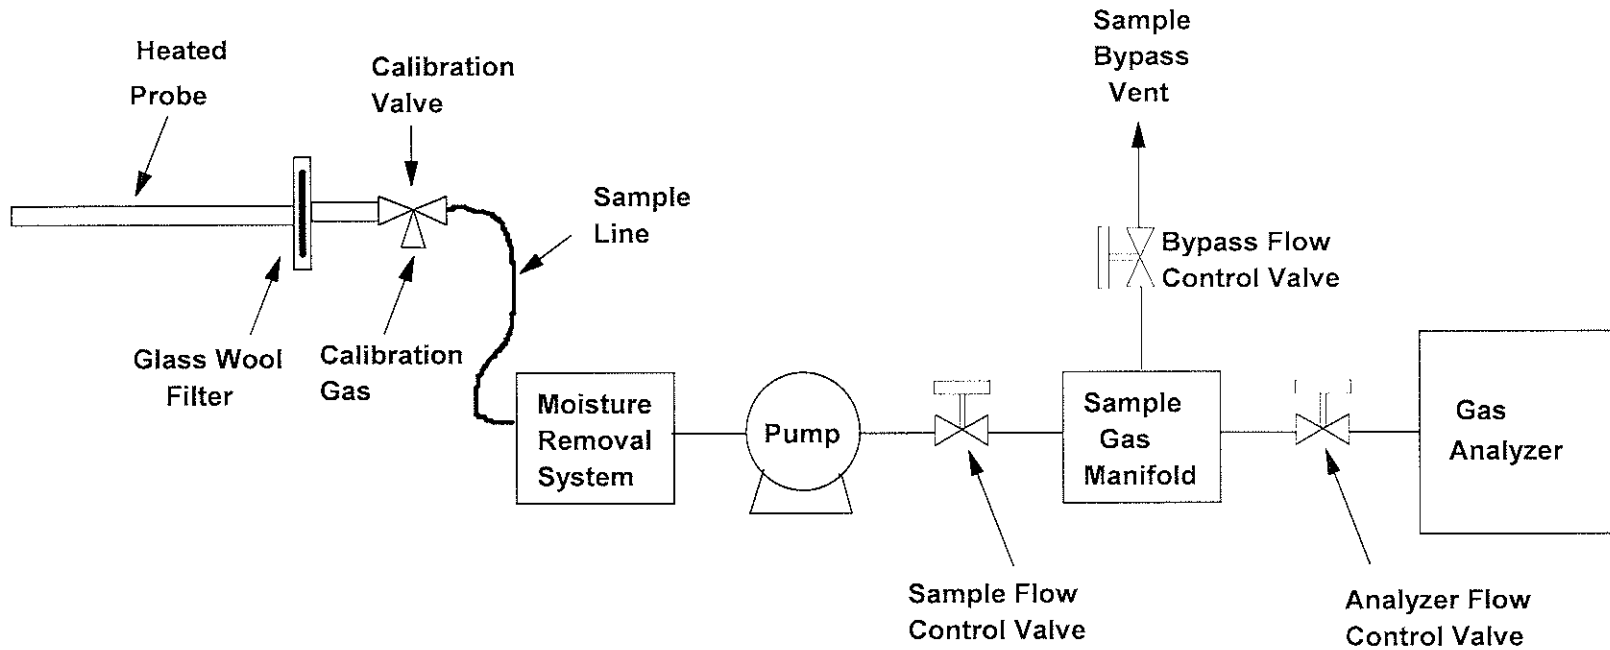 Heated
Probe
Calibration
Valve
Sample
Bypass
Vent
Sample
Line
Bypass Flow
Control Valve
Glass Wool
Filter
Calibration
Gas
Moisture
Removal
System
Pump
Sample
Gas
Manifold
Gas
Analyzer
Sample Flow
Control Valve
Analyzer Flow
Control Valve